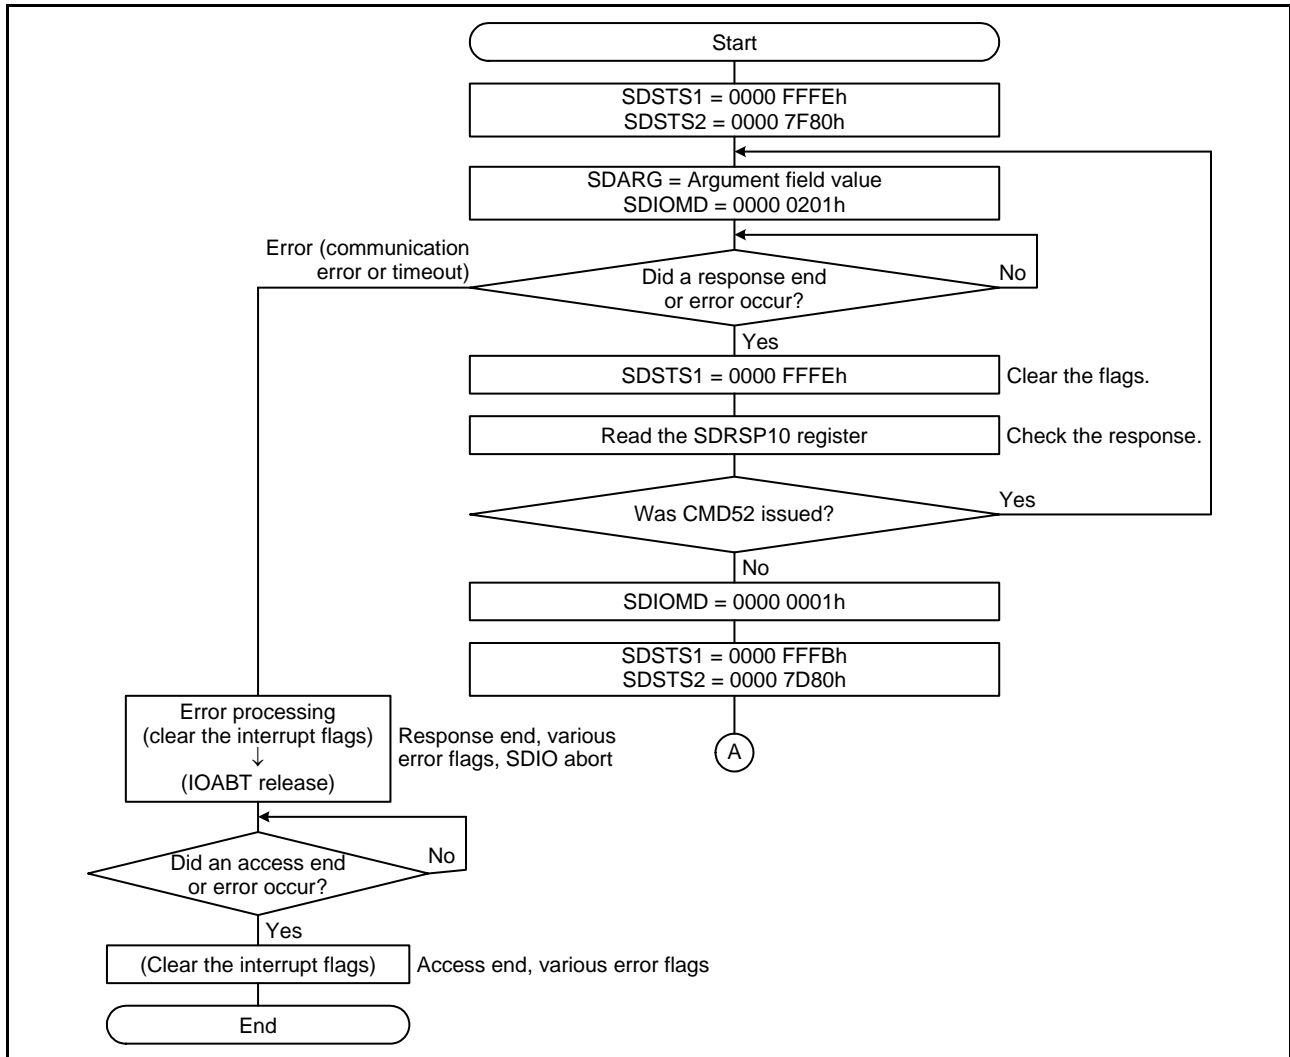 Start
SDSTS1 = 0000 FFFEh
SDSTS2 = 0000 7F80h
SDARG = Argument field value
SDIOMD = 0000 0201h
Error (communication
error or timeout)
Did a response end
or error occur?
No
Yes
SDSTS1 = 0000 FFFEh
Clear the flags.
Read the SDRSP10 register
Check the response.
Was CMD52 issued?
Yes
No
SDIOMD = 0000 0001h
SDSTS1 = 0000 FFFBh
SDSTS2 = 0000 7D80h
A
Error processing
(clear the interrupt flags)
↓
(IOABT release)
Response end, various
error flags, SDIO abort
Did an access end
or error occur?
No
Yes
(Clear the interrupt flags)
Access end, various error flags
End